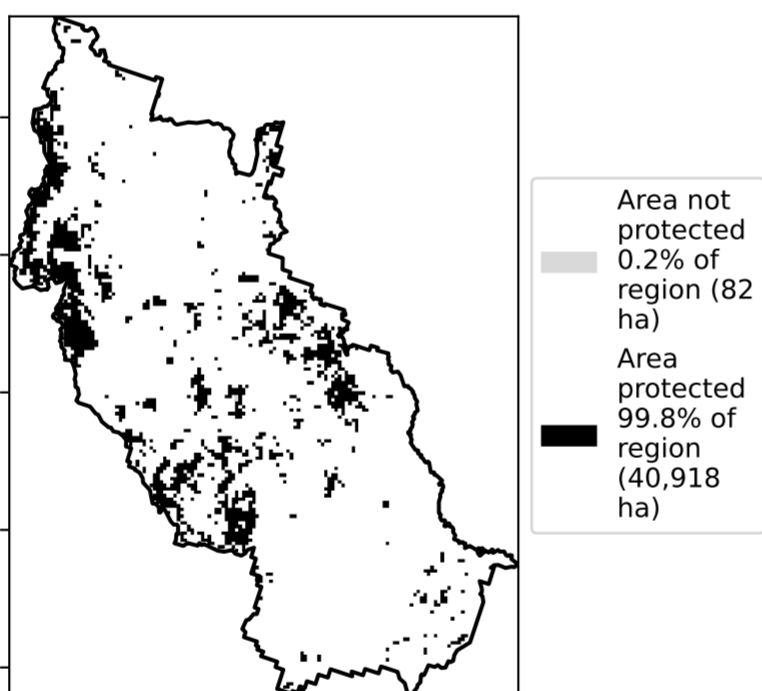 Area not
protected
0.2% of
region (82
ha)
Area
protected
99.8% of
region
(40,918
ha)